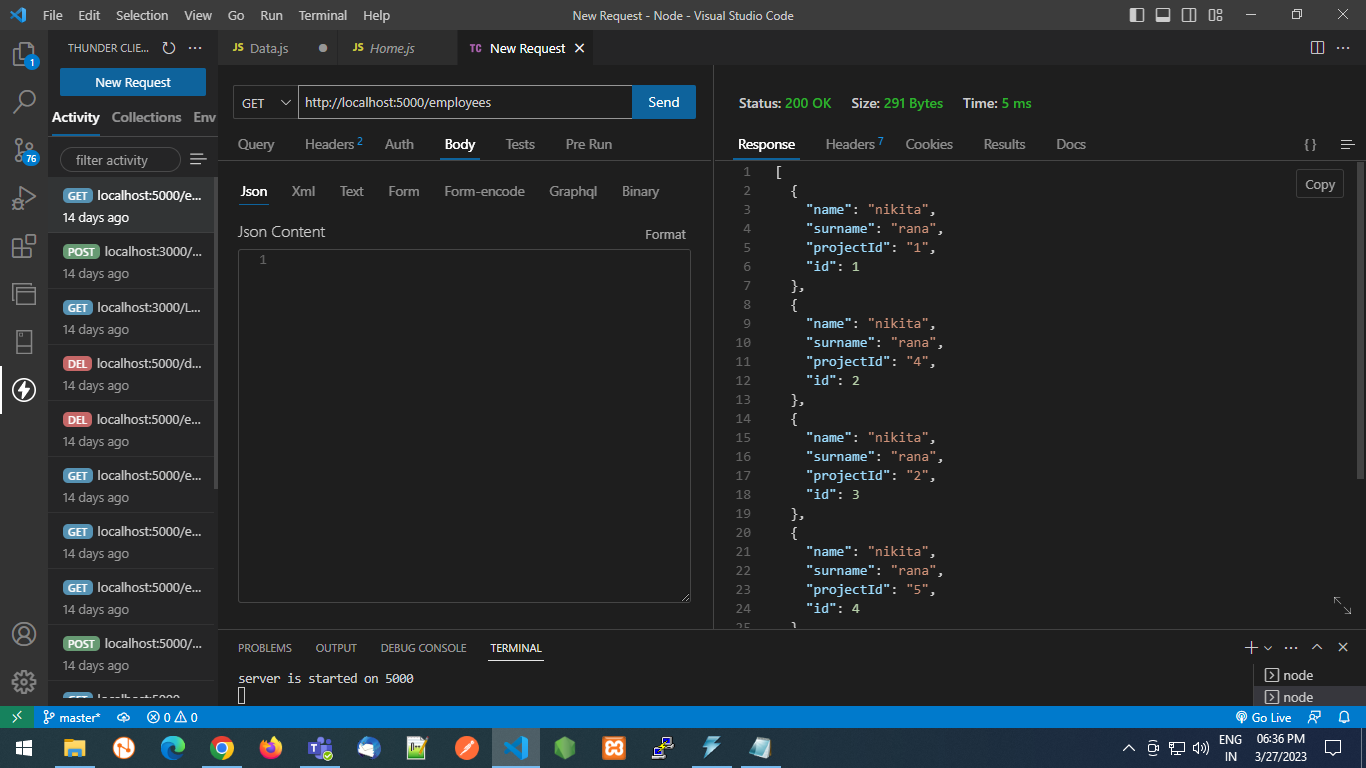 File Edit Selection View Go Run Terminal Help
New Request - Node - Visual Studio Code
THUNDER CLIE... ...
New Request
Activity Collections Env
filter activity
GET localhost:5000/e...
14 days ago
POST localhost:3000/...
14 days ago
GET localhost:3000/L...
14 days ago
DEL localhost:5000/d...
14 days ago
DEL localhost:5000/e...
14 days ago
GET localhost:5000/e...
14 days ago
GET localhost:5000/e...
14 days ago
GET localhost:5000/e...
14 days ago
POST localhost:5000/...
14 days ago
GET localhost:5000
1
76
JS Data.js
JS Home.js
TC New Request
GET http://localhost:5000/employees Send
Query Headers 2 Auth Body Tests Pre Run
Json Xml Text Form Form-encode Graphql Binary
Json Content Format
1
Status: 200 OK Size: 291 Bytes Time: 5 ms
Response Headers 7 Cookies Results Docs { }
Copy
1 [
2 {
3 "name": "nikita",
4 "surname": "rana",
5 "projectId": "1",
6 "id": 1
7 },
8 {
9 "name": "nikita",
10 "surname": "rana",
11 "projectId": "4",
12 "id": 2
13 },
14 {
15 "name": "nikita",
16 "surname": "rana",
17 "projectId": "2",
18 "id": 3
19 },
20 {
21 "name": "nikita",
22 "surname": "rana",
23 "projectId": "5",
24 "id": 4
25 }
PROBLEMS OUTPUT DEBUG CONSOLE TERMINAL
server is started on 5000
node
node
master* 0 0 Go Live
ENG
IN
06:36 PM
3/27/2023